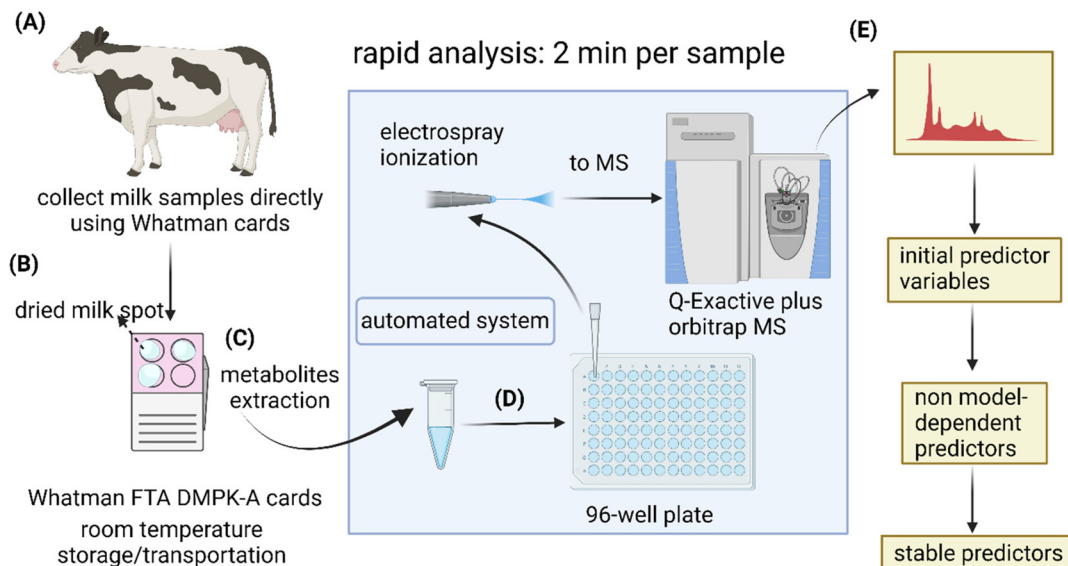 (A)
collect milk samples directly
using Whatman cards
(B)
dried milk spot
(C)
metabolites
extraction
Whatman FTA DMPK-A cards
room temperature
storage/transportation
rapid analysis: 2 min per sample
electrospray
ionization
to MS
Q-Exactive plus
orbitrap MS
automated system
(D)
96-well plate
(E)
initial predictor
variables
non model-
dependent
predictors
stable predictors